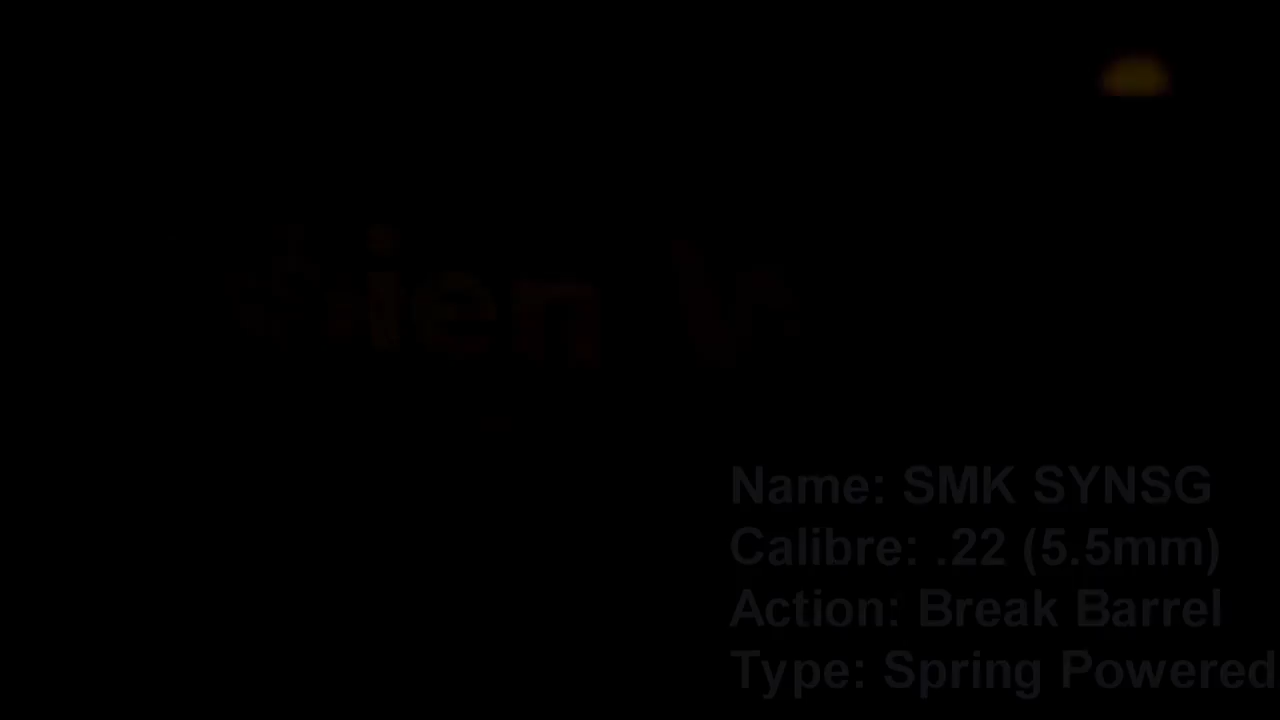 Name: SMK SYNSG
Calibre: .22 (5.5mm)
Action: Break Barrel
Type: Spring Powered